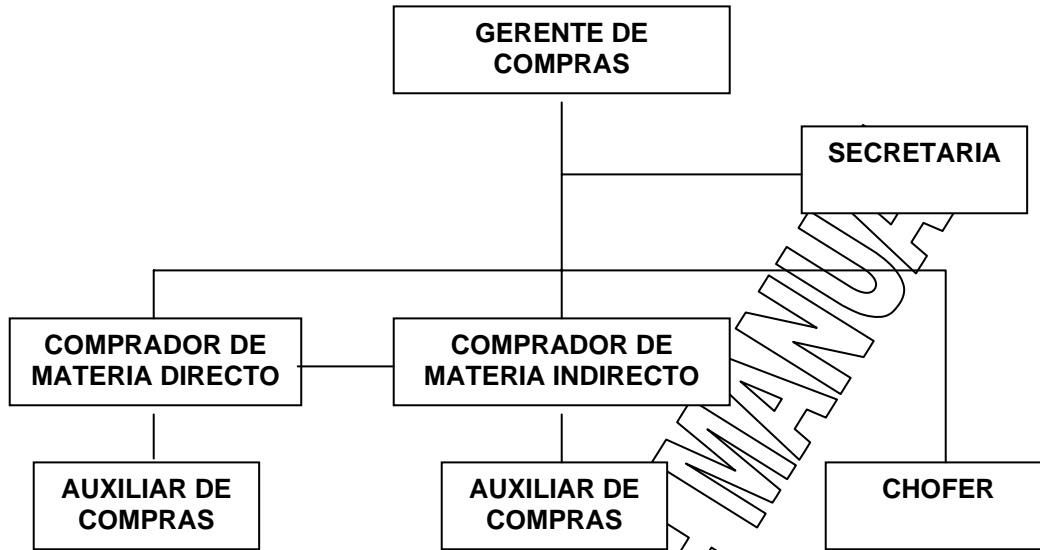 GERENTE DE
COMPRAS
SECRETARIA
COMPRADOR DE
MATERIA DIRECTO
COMPRADOR DE
MATERIA INDIRECTO
AUXILIAR DE
COMPRAS
AUXILIAR DE
COMPRAS
CHOFER